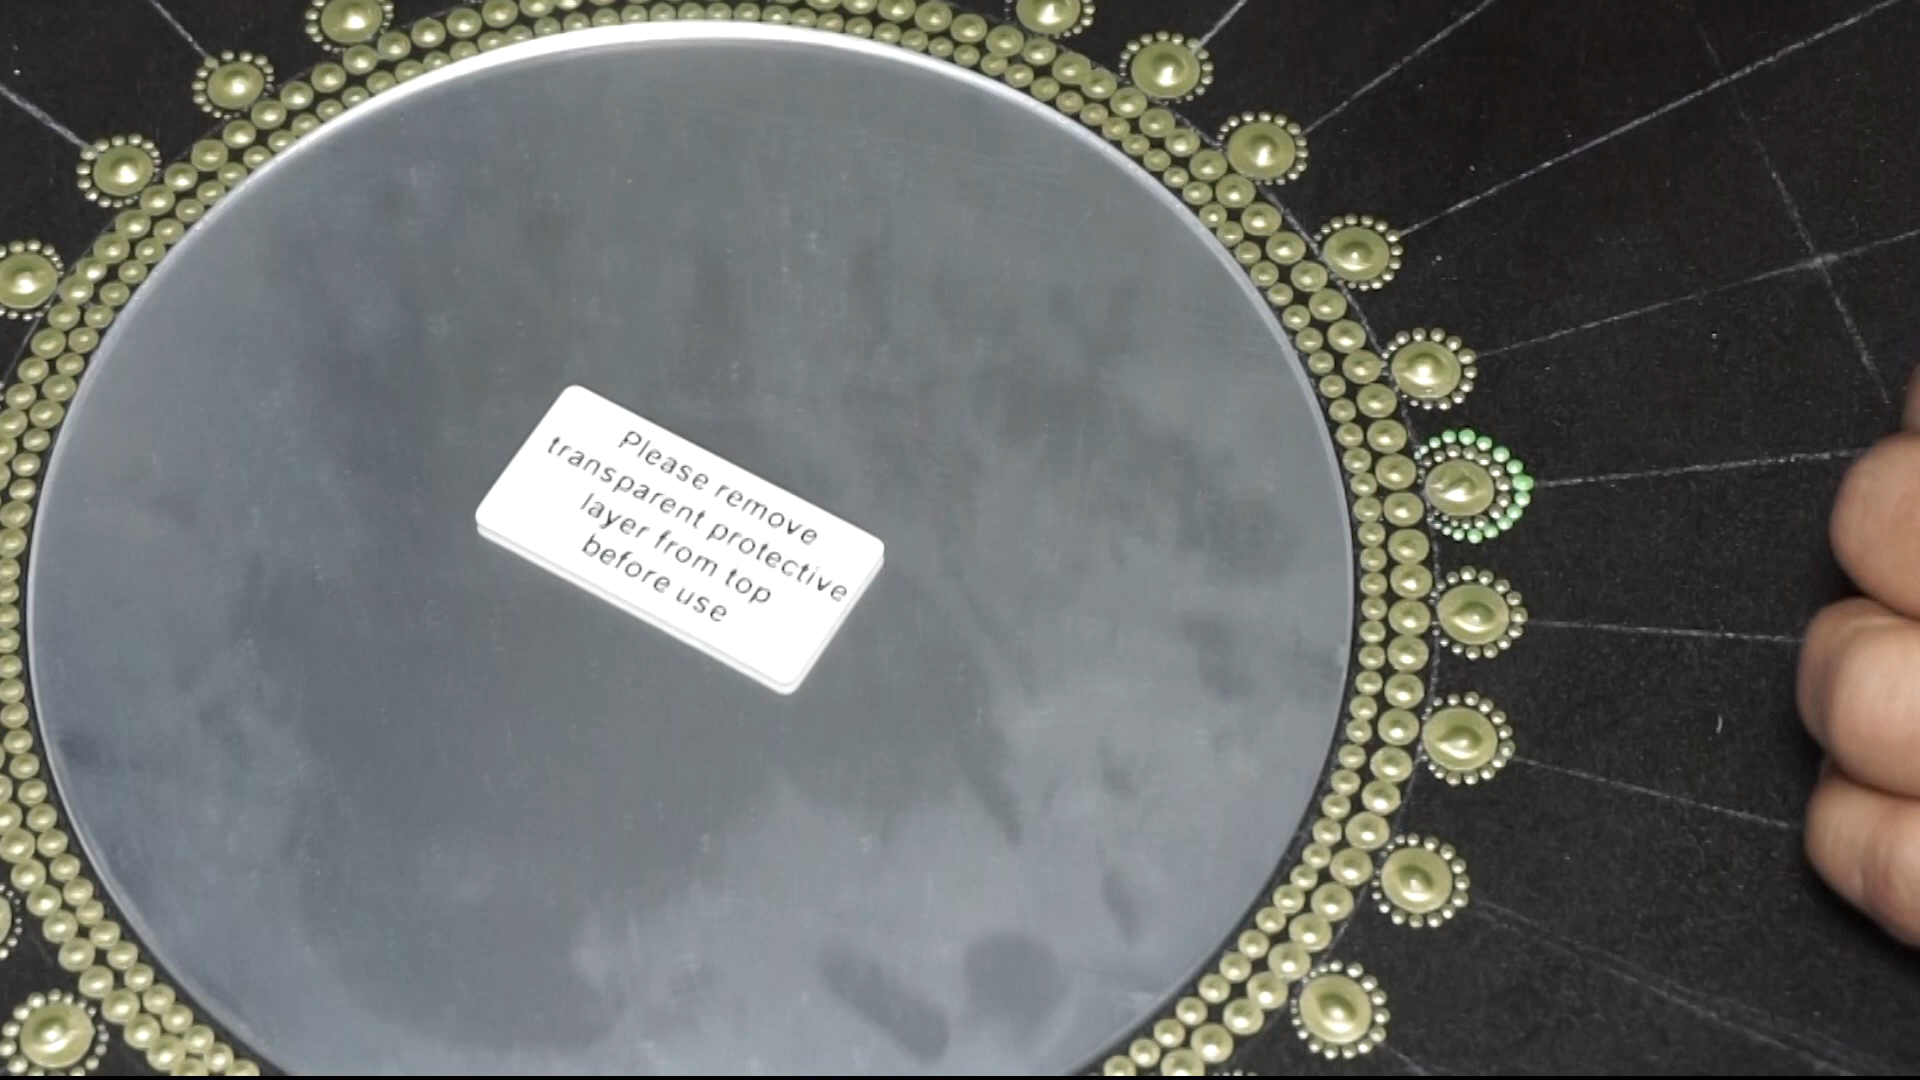 Please remove
transparent protective
layer from top
before use